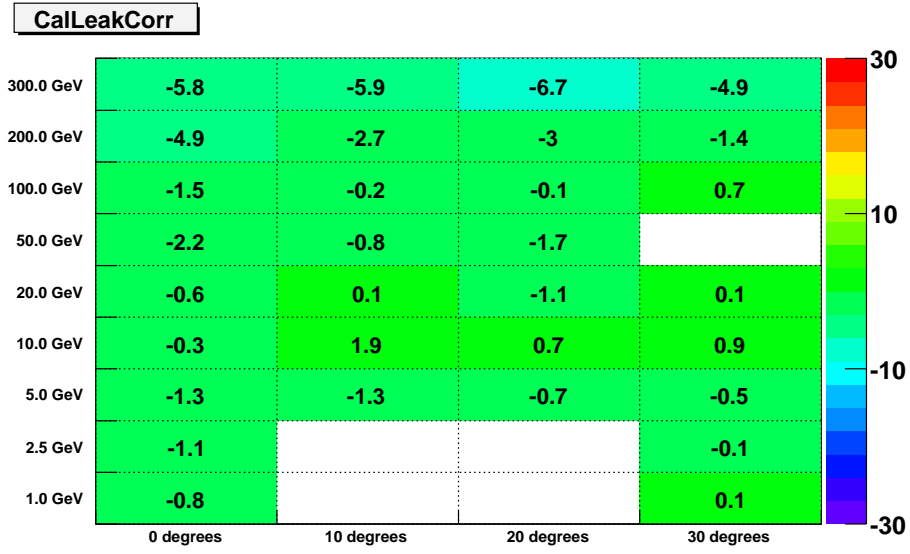 CalLeakCorr
300.0 GeV -5.8 -5.9 -6.7 -4.9 30
200.0 GeV -4.9 -2.7 -3 -1.4
100.0 GeV -1.5 -0.2 -0.1 0.7
10
50.0 GeV -2.2 -0.8 -1.7
20.0 GeV -0.6 0.1 -1.1 0.1
10.0 GeV -0.3 1.9 0.7 0.9
-10
5.0 GeV -1.3 -1.3 -0.7 -0.5
2.5 GeV -1.1 -0.1
1.0 GeV -0.8 0.1
-30
0 degrees 10 degrees 20 degrees 30 degrees